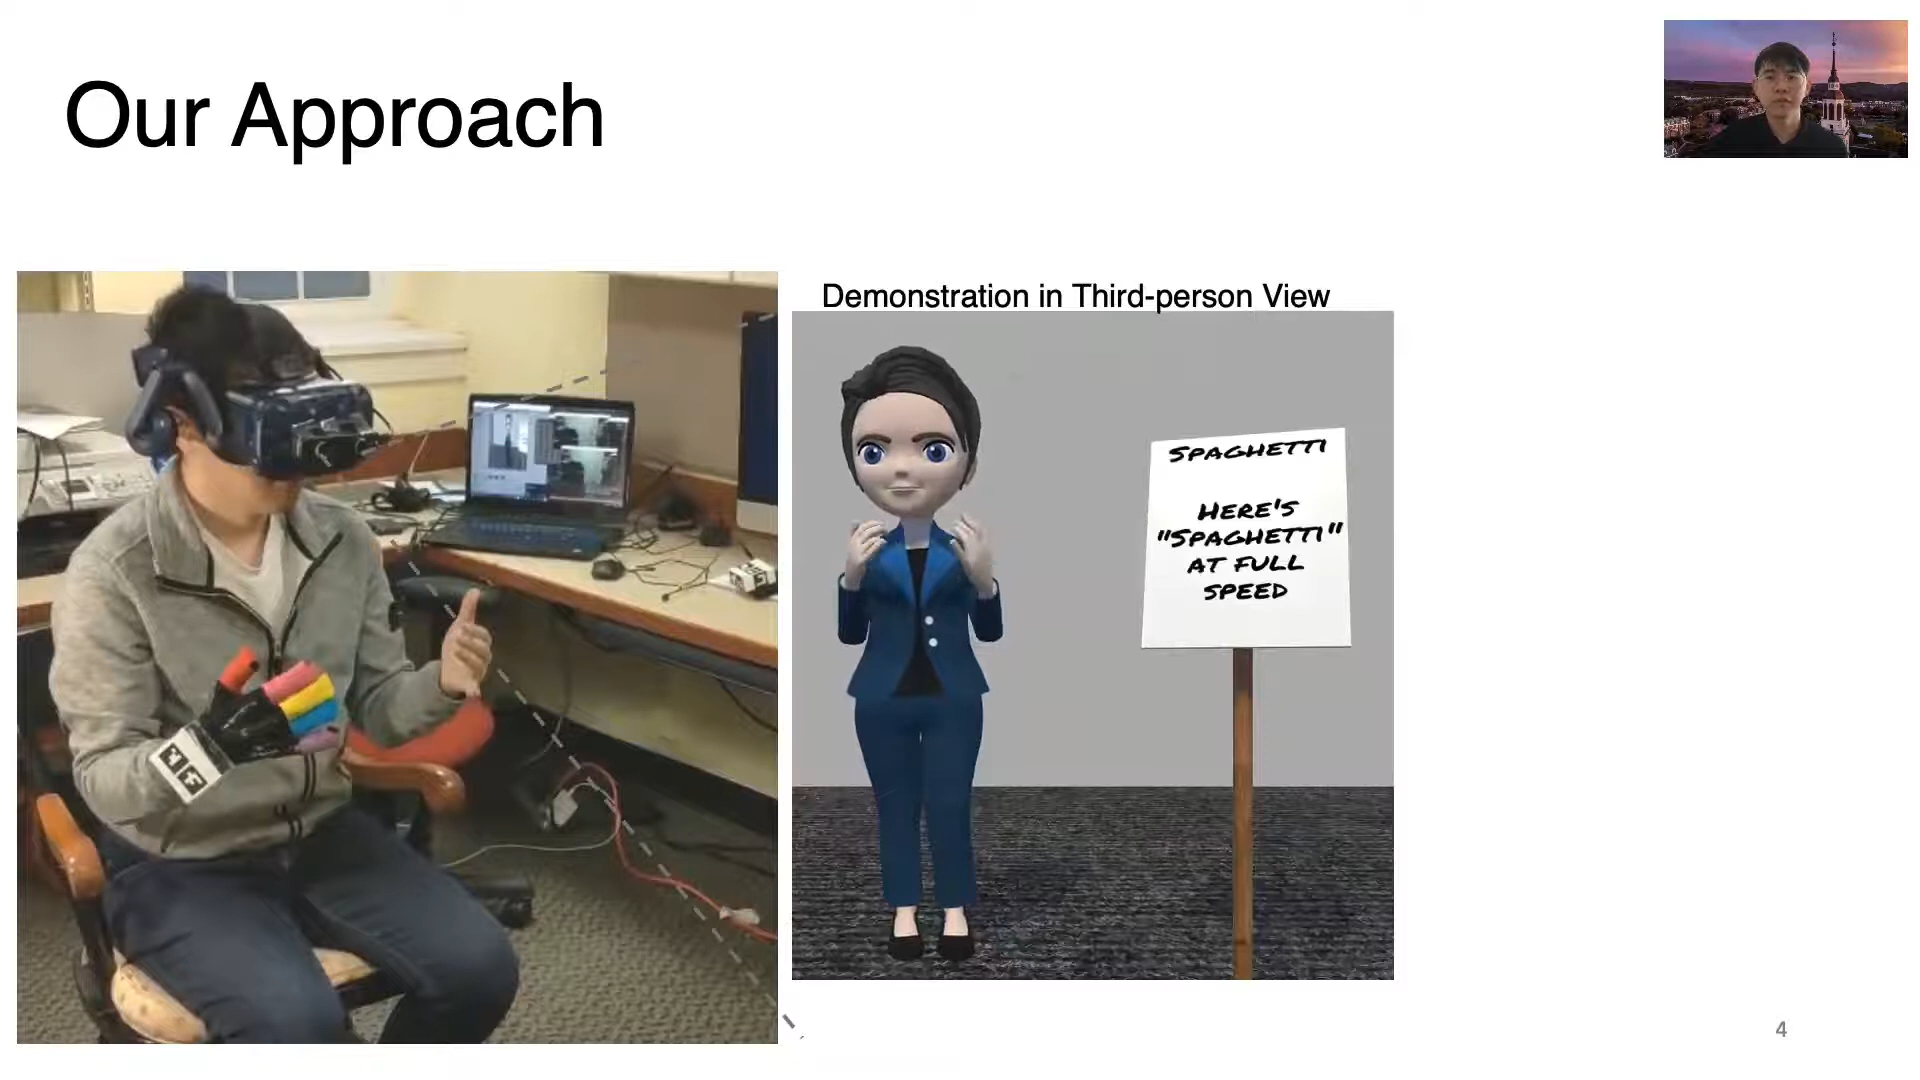 Our Approach
Demonstration in Third-person View
SPAGHETTI
HERE'S
"SPAGHETTI"
AT FULL
SPEED
4